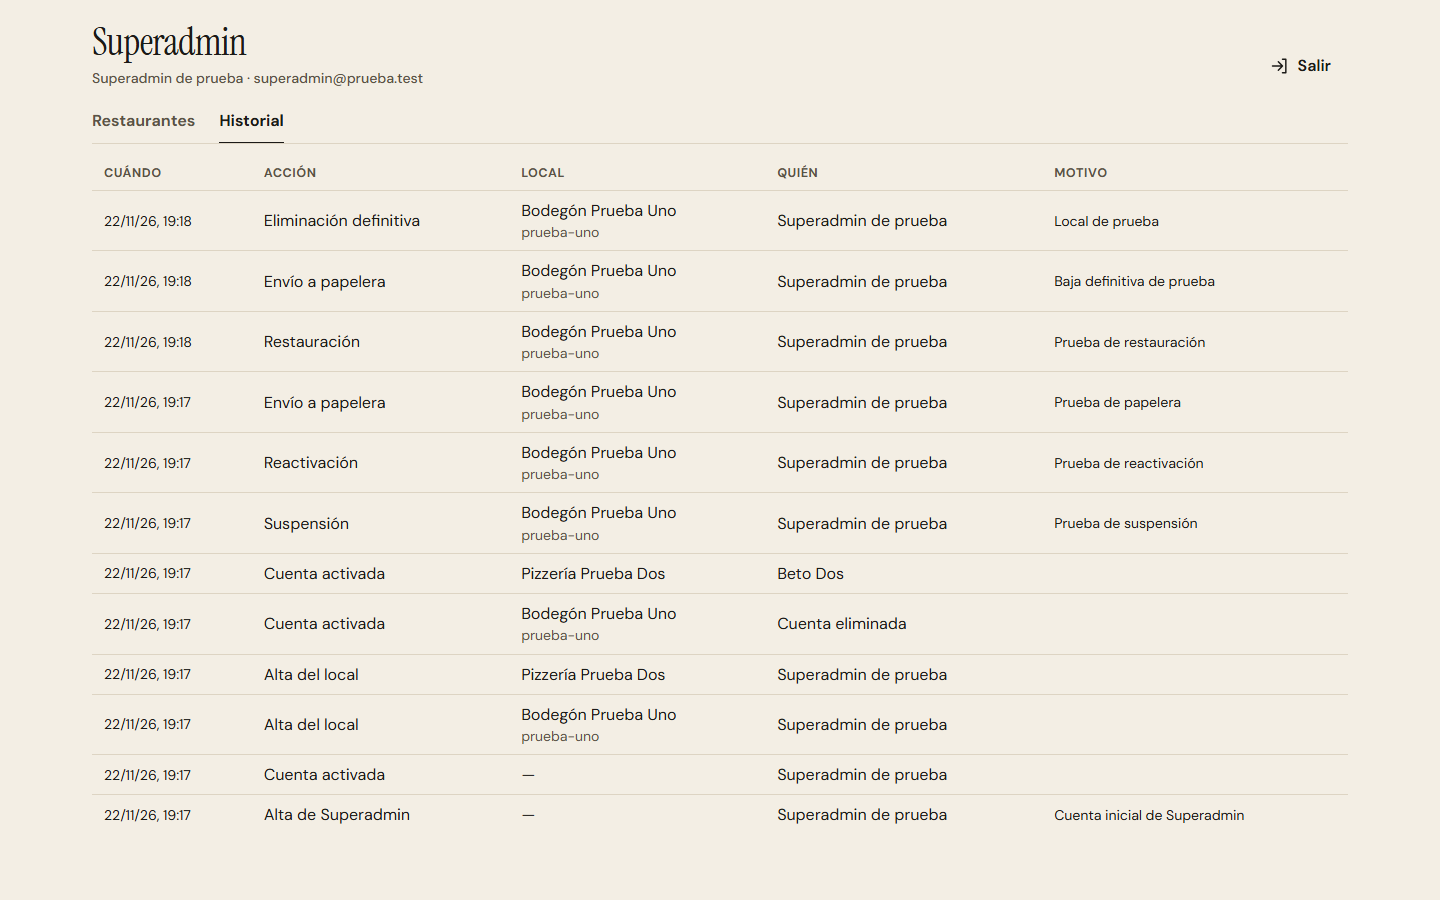 Superadmin
Superadmin de prueba · superadmin@prueba.test
Salir
Restaurantes Historial
CUÁNDO ACCIÓN LOCAL QUIÉN MOTIVO
22/11/26, 19:18 Eliminación definitiva Bodegón Prueba Uno Superadmin de prueba Local de prueba
prueba-uno
22/11/26, 19:18 Envío a papelera Bodegón Prueba Uno Superadmin de prueba Baja definitiva de prueba
prueba-uno
22/11/26, 19:18 Restauración Bodegón Prueba Uno Superadmin de prueba Prueba de restauración
prueba-uno
22/11/26, 19:17 Envío a papelera Bodegón Prueba Uno Superadmin de prueba Prueba de papelera
prueba-uno
22/11/26, 19:17 Reactivación Bodegón Prueba Uno Superadmin de prueba Prueba de reactivación
prueba-uno
22/11/26, 19:17 Suspensión Bodegón Prueba Uno Superadmin de prueba Prueba de suspensión
prueba-uno
22/11/26, 19:17 Cuenta activada Pizzería Prueba Dos Beto Dos
22/11/26, 19:17 Cuenta activada Bodegón Prueba Uno Cuenta eliminada
prueba-uno
22/11/26, 19:17 Alta del local Pizzería Prueba Dos Superadmin de prueba
22/11/26, 19:17 Alta del local Bodegón Prueba Uno Superadmin de prueba
prueba-uno
22/11/26, 19:17 Cuenta activada — Superadmin de prueba
22/11/26, 19:17 Alta de Superadmin — Superadmin de prueba Cuenta inicial de Superadmin